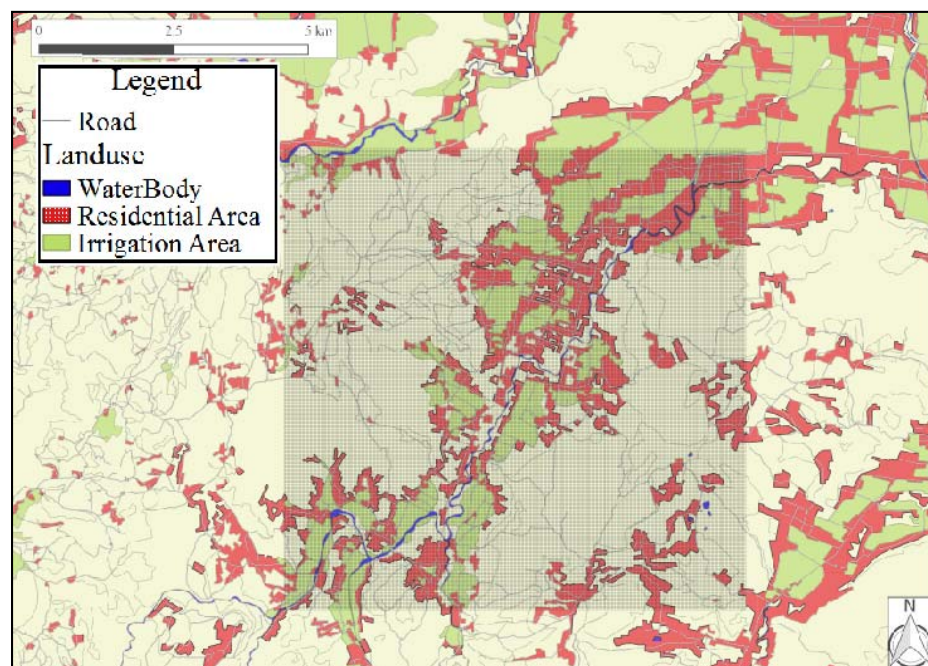 0 2.5 5 km
Legend
Road
Landuse
WaterBody
Residential Area
Irrigation Area
N